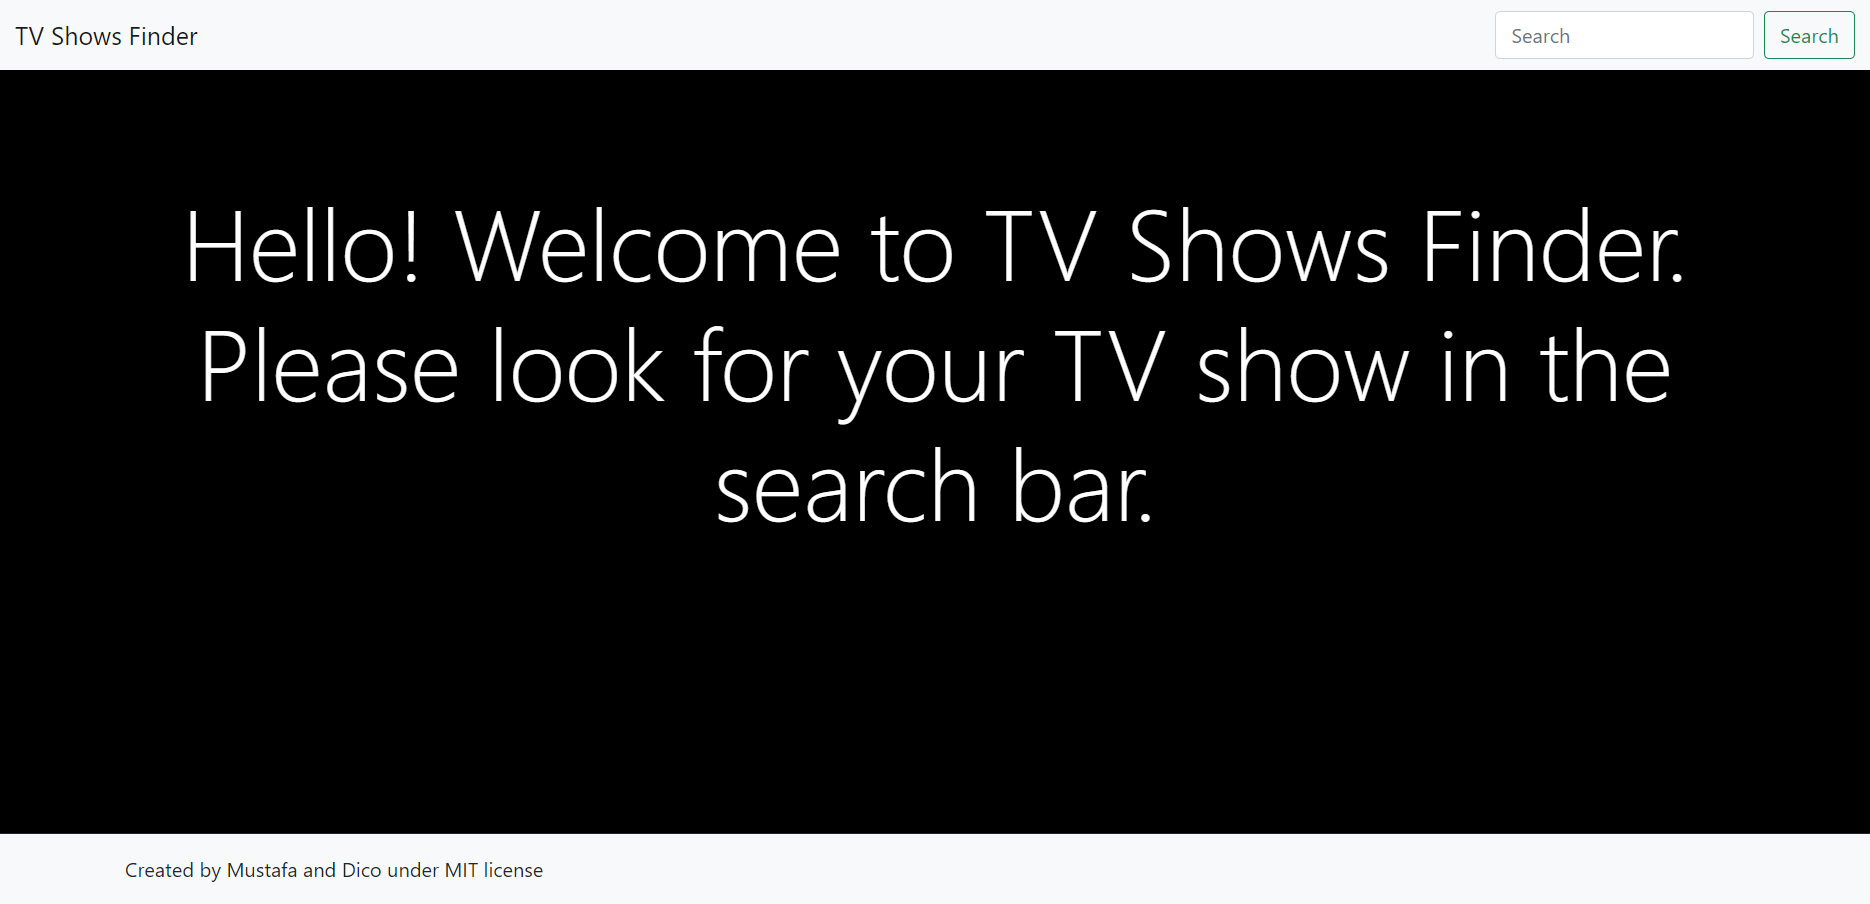 TV Shows Finder
Search
Search
Hello! Welcome to TV Shows Finder.
Please look for your TV show in the
search bar.
Created by Mustafa and Dico under MIT license